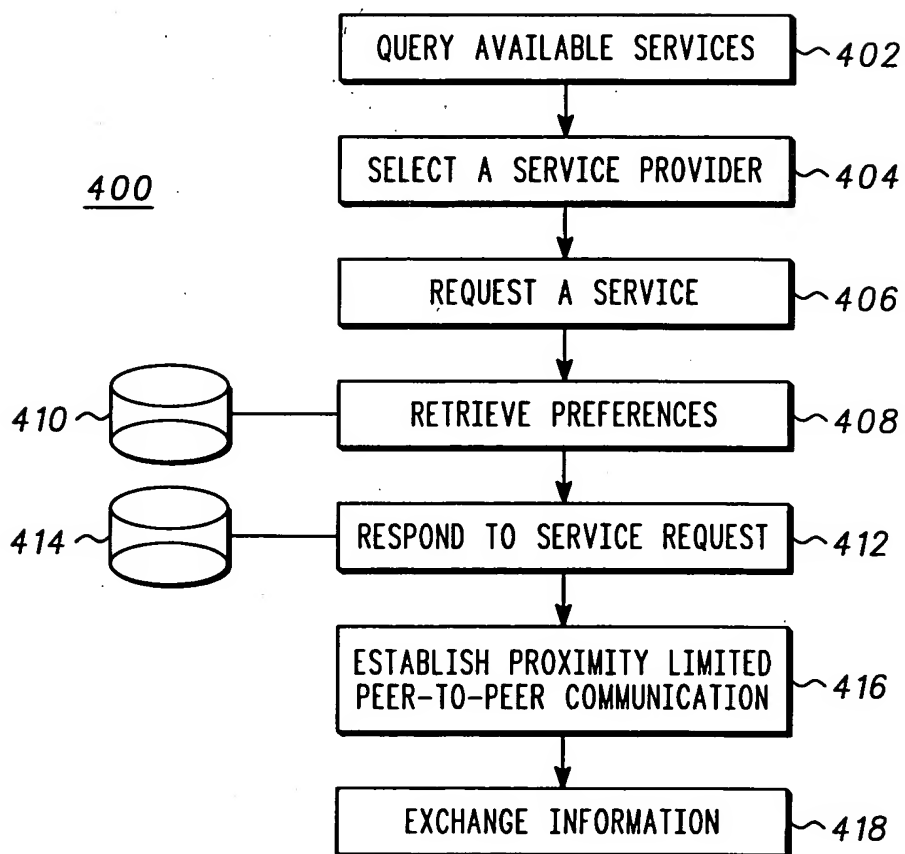 QUERY AVAILABLE SERVICES
402
SELECT A SERVICE PROVIDER
404
400
REQUEST A SERVICE
406
410
RETRIEVE PREFERENCES
408
414
RESPOND TO SERVICE REQUEST
412
ESTABLISH PROXIMITY LIMITED
PEER-TO-PEER COMMUNICATION
416
EXCHANGE INFORMATION
418